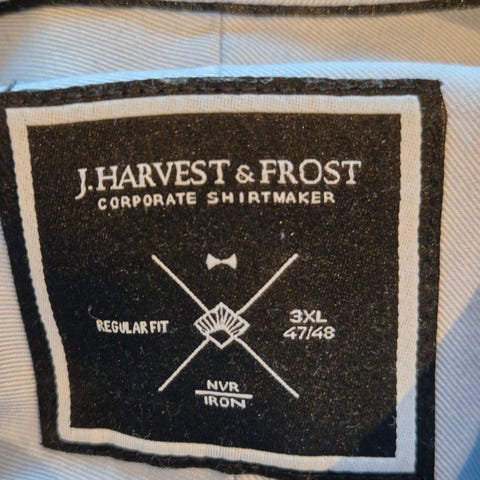 J.HARVEST & FROST
CORPORATE SHIRTMAKER
REGULAR FIT
3XL
47/48
NVR
IRON